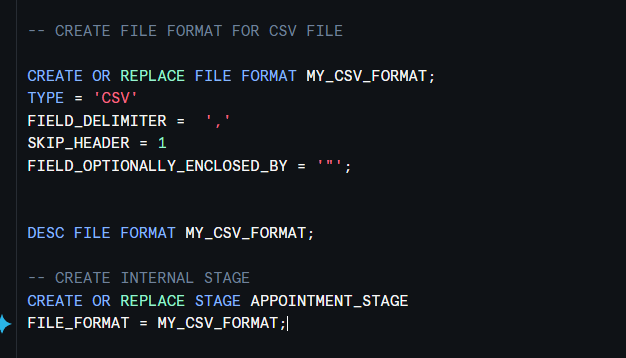 -- CREATE FILE FORMAT FOR CSV FILE
CREATE OR REPLACE FILE FORMAT MY_CSV_FORMAT;
TYPE = 'CSV'
FIELD_DELIMITER =  ','
SKIP_HEADER = 1
FIELD_OPTIONALLY_ENCLOSED_BY = '"';
DESC FILE FORMAT MY_CSV_FORMAT;
-- CREATE INTERNAL STAGE
CREATE OR REPLACE STAGE APPOINTMENT_STAGE
FILE_FORMAT = MY_CSV_FORMAT;